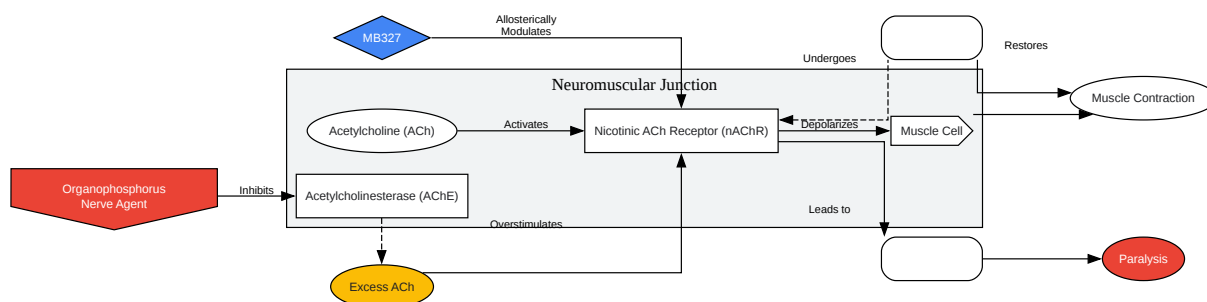 Allosterically
Modulates
MB327
Restores
Undergoes
Neuromuscular Junction
Muscle Contraction
Acetylcholine (ACh)
Activates
Nicotinic ACh Receptor (nAChR)
Depolarizes
Muscle Cell
Organophosphorus
Nerve Agent
Inhibits
Acetylcholinesterase (AChE)
Leads to
Overstimulates
Paralysis
Excess ACh